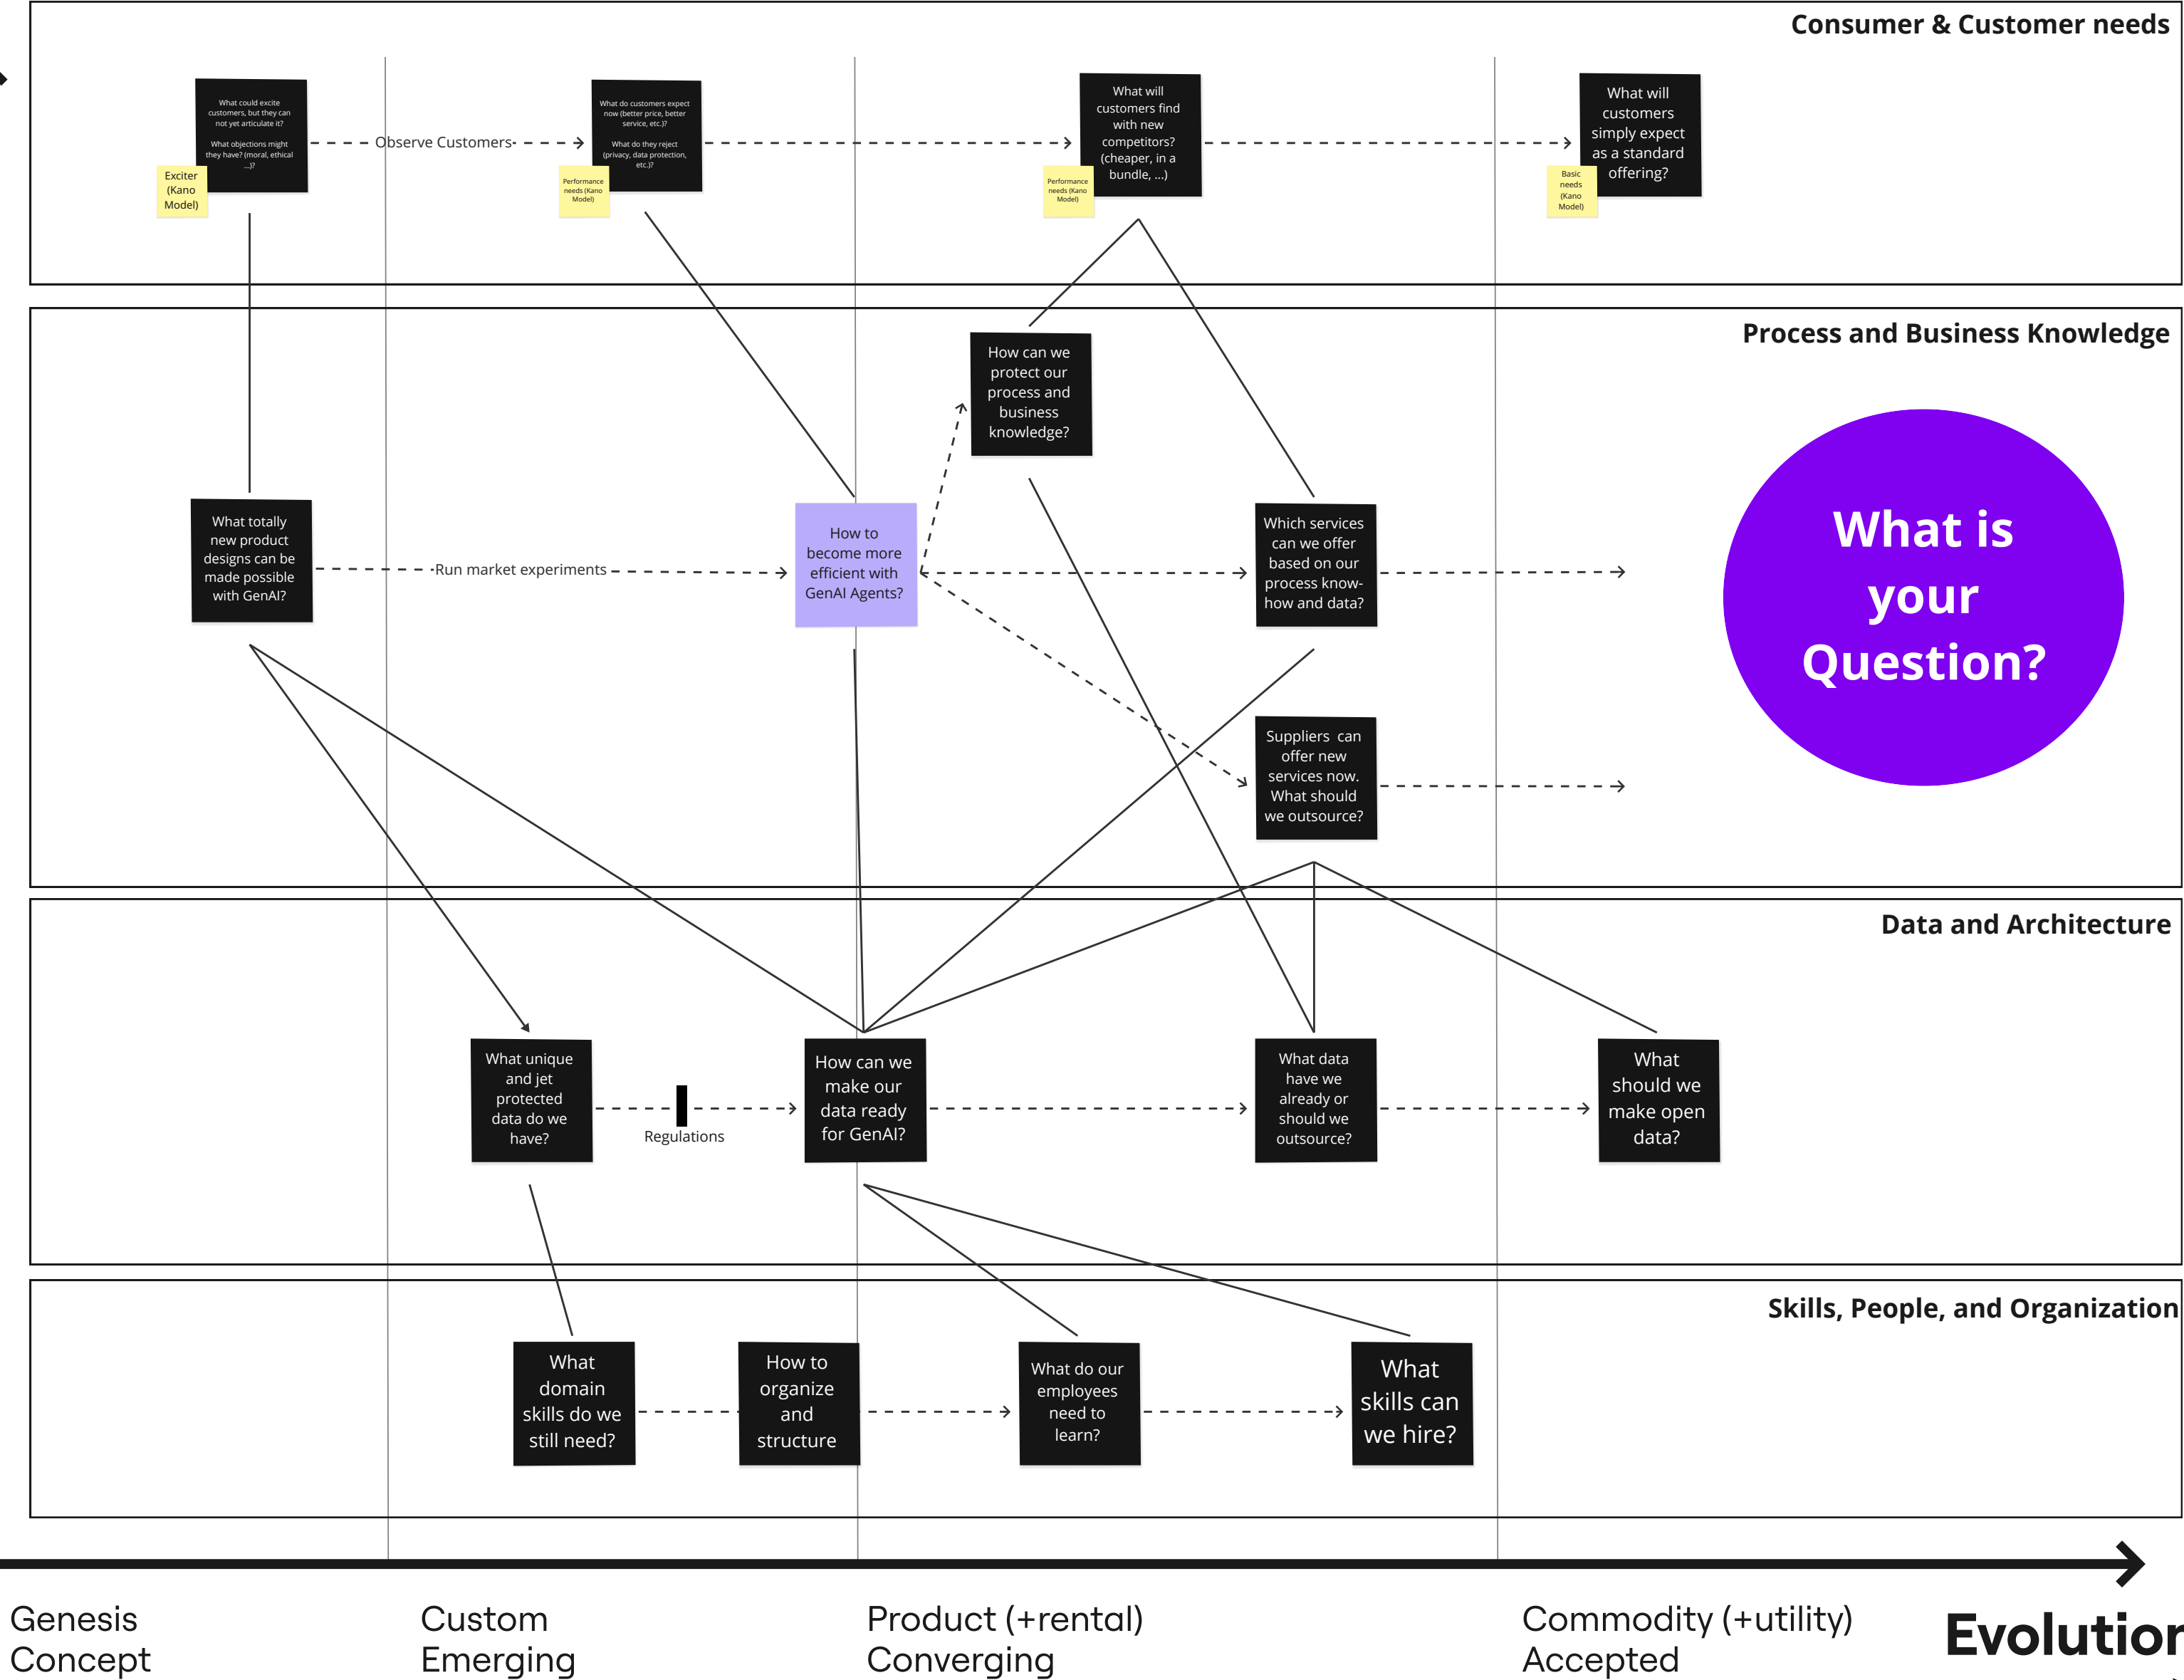 Consumer & Customer needs
What could excite
customers, but they can
not yet articulate it?
What objections might
they have? (moral, ethical
...)?
Exciter
(Kano
Model)
Observe Customers
What do customers expect
now (better price, better
service, etc.)?
What do they reject
(privacy, data protection,
etc.)?
Performance
needs (Kano
Model)
What will
customers find
with new
competitors?
(cheaper, in a
bundle, ...)
Performance
needs (Kano
Model)
What will
customers
simply expect
as a standard
offering?
Basic
needs
(Kano
Model)
Process and Business Knowledge
How can we
protect our
process and
business
knowledge?
What totally
new product
designs can be
made possible
with GenAI?
Run market experiments
How to
become more
efficient with
GenAI Agents?
Which services
can we offer
based on our
process know-
how and data?
What is
your
Question?
Suppliers can
offer new
services now.
What should
we outsource?
Data and Architecture
What unique
and jet
protected
data do we
have?
Regulations
How can we
make our
data ready
for GenAI?
What data
have we
already or
should we
outsource?
What
should we
make open
data?
Skills, People, and Organization
What
domain
skills do we
still need?
How to
organize
and
structure
What do our
employees
need to
learn?
What
skills can
we hire?
Genesis
Concept
Custom
Emerging
Product (+rental)
Converging
Commodity (+utility)
Accepted
Evolution